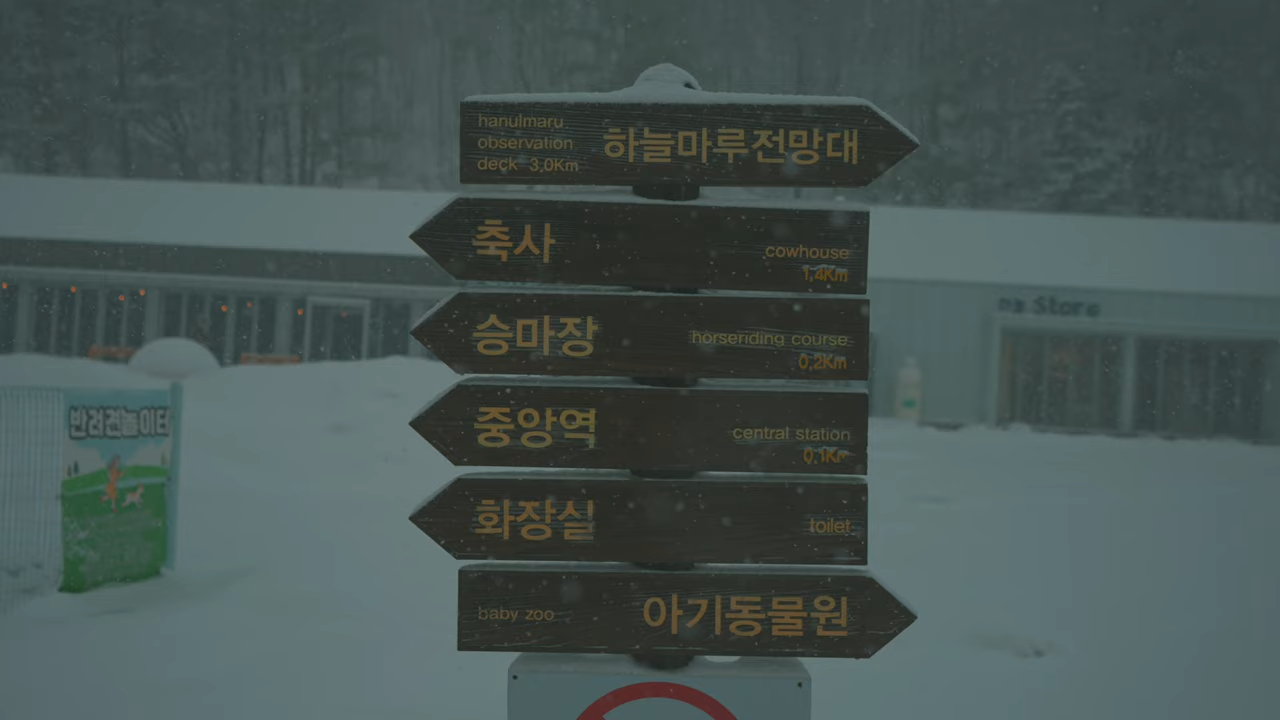 hanulmaru
observation
deck 3.0Km
하늘마루전망대
축사
cowhouse
1.4Km
승마장
horseriding course
0.2Km
중앙역
central station
0.1Km
화장실
toilet
baby zoo
아기동물원
반려견놀이터
Store